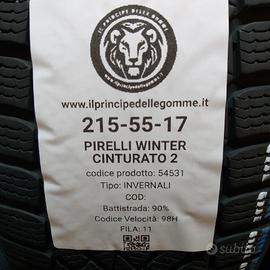 IL PRINCIPE DELLE GOMME
www.ilprincipedellegomme.it
215-55-17
PIRELLI WINTER
CINTURATO 2
codice prodotto: 54531
Tipo: INVERNALI
COD:
Battistrada: 90%
Codice Velocità: 98H
FILA: 11
subito